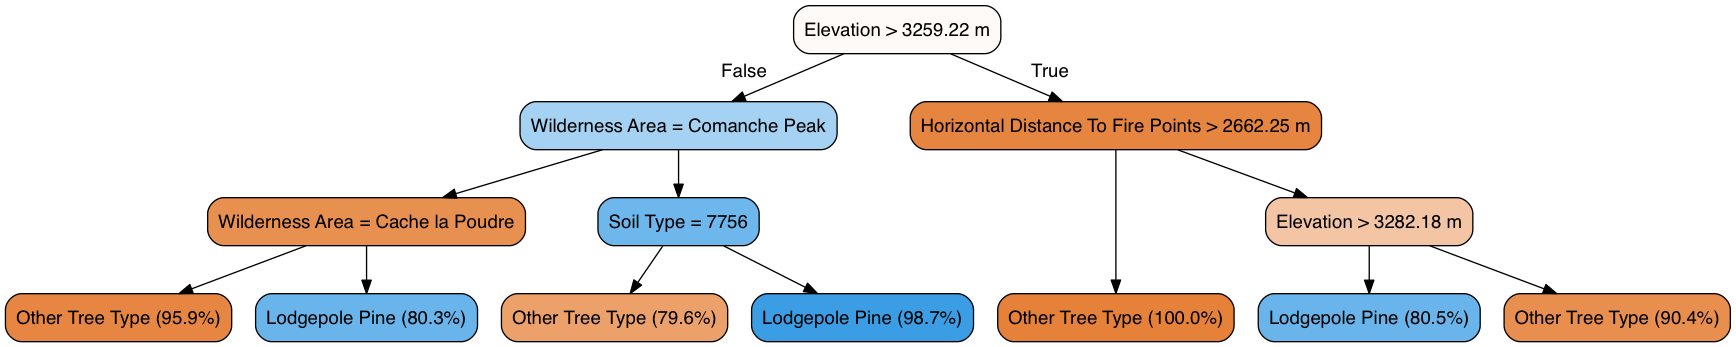 Elevation > 3259.22 m
False
True
Wilderness Area = Comanche Peak
Horizontal Distance To Fire Points > 2662.25 m
Wilderness Area = Cache la Poudre
Soil Type = 7756
Elevation > 3282.18 m
Other Tree Type (95.9%)
Lodgepole Pine (80.3%)
Other Tree Type (79.6%)
Lodgepole Pine (98.7%)
Other Tree Type (100.0%)
Lodgepole Pine (80.5%)
Other Tree Type (90.4%)